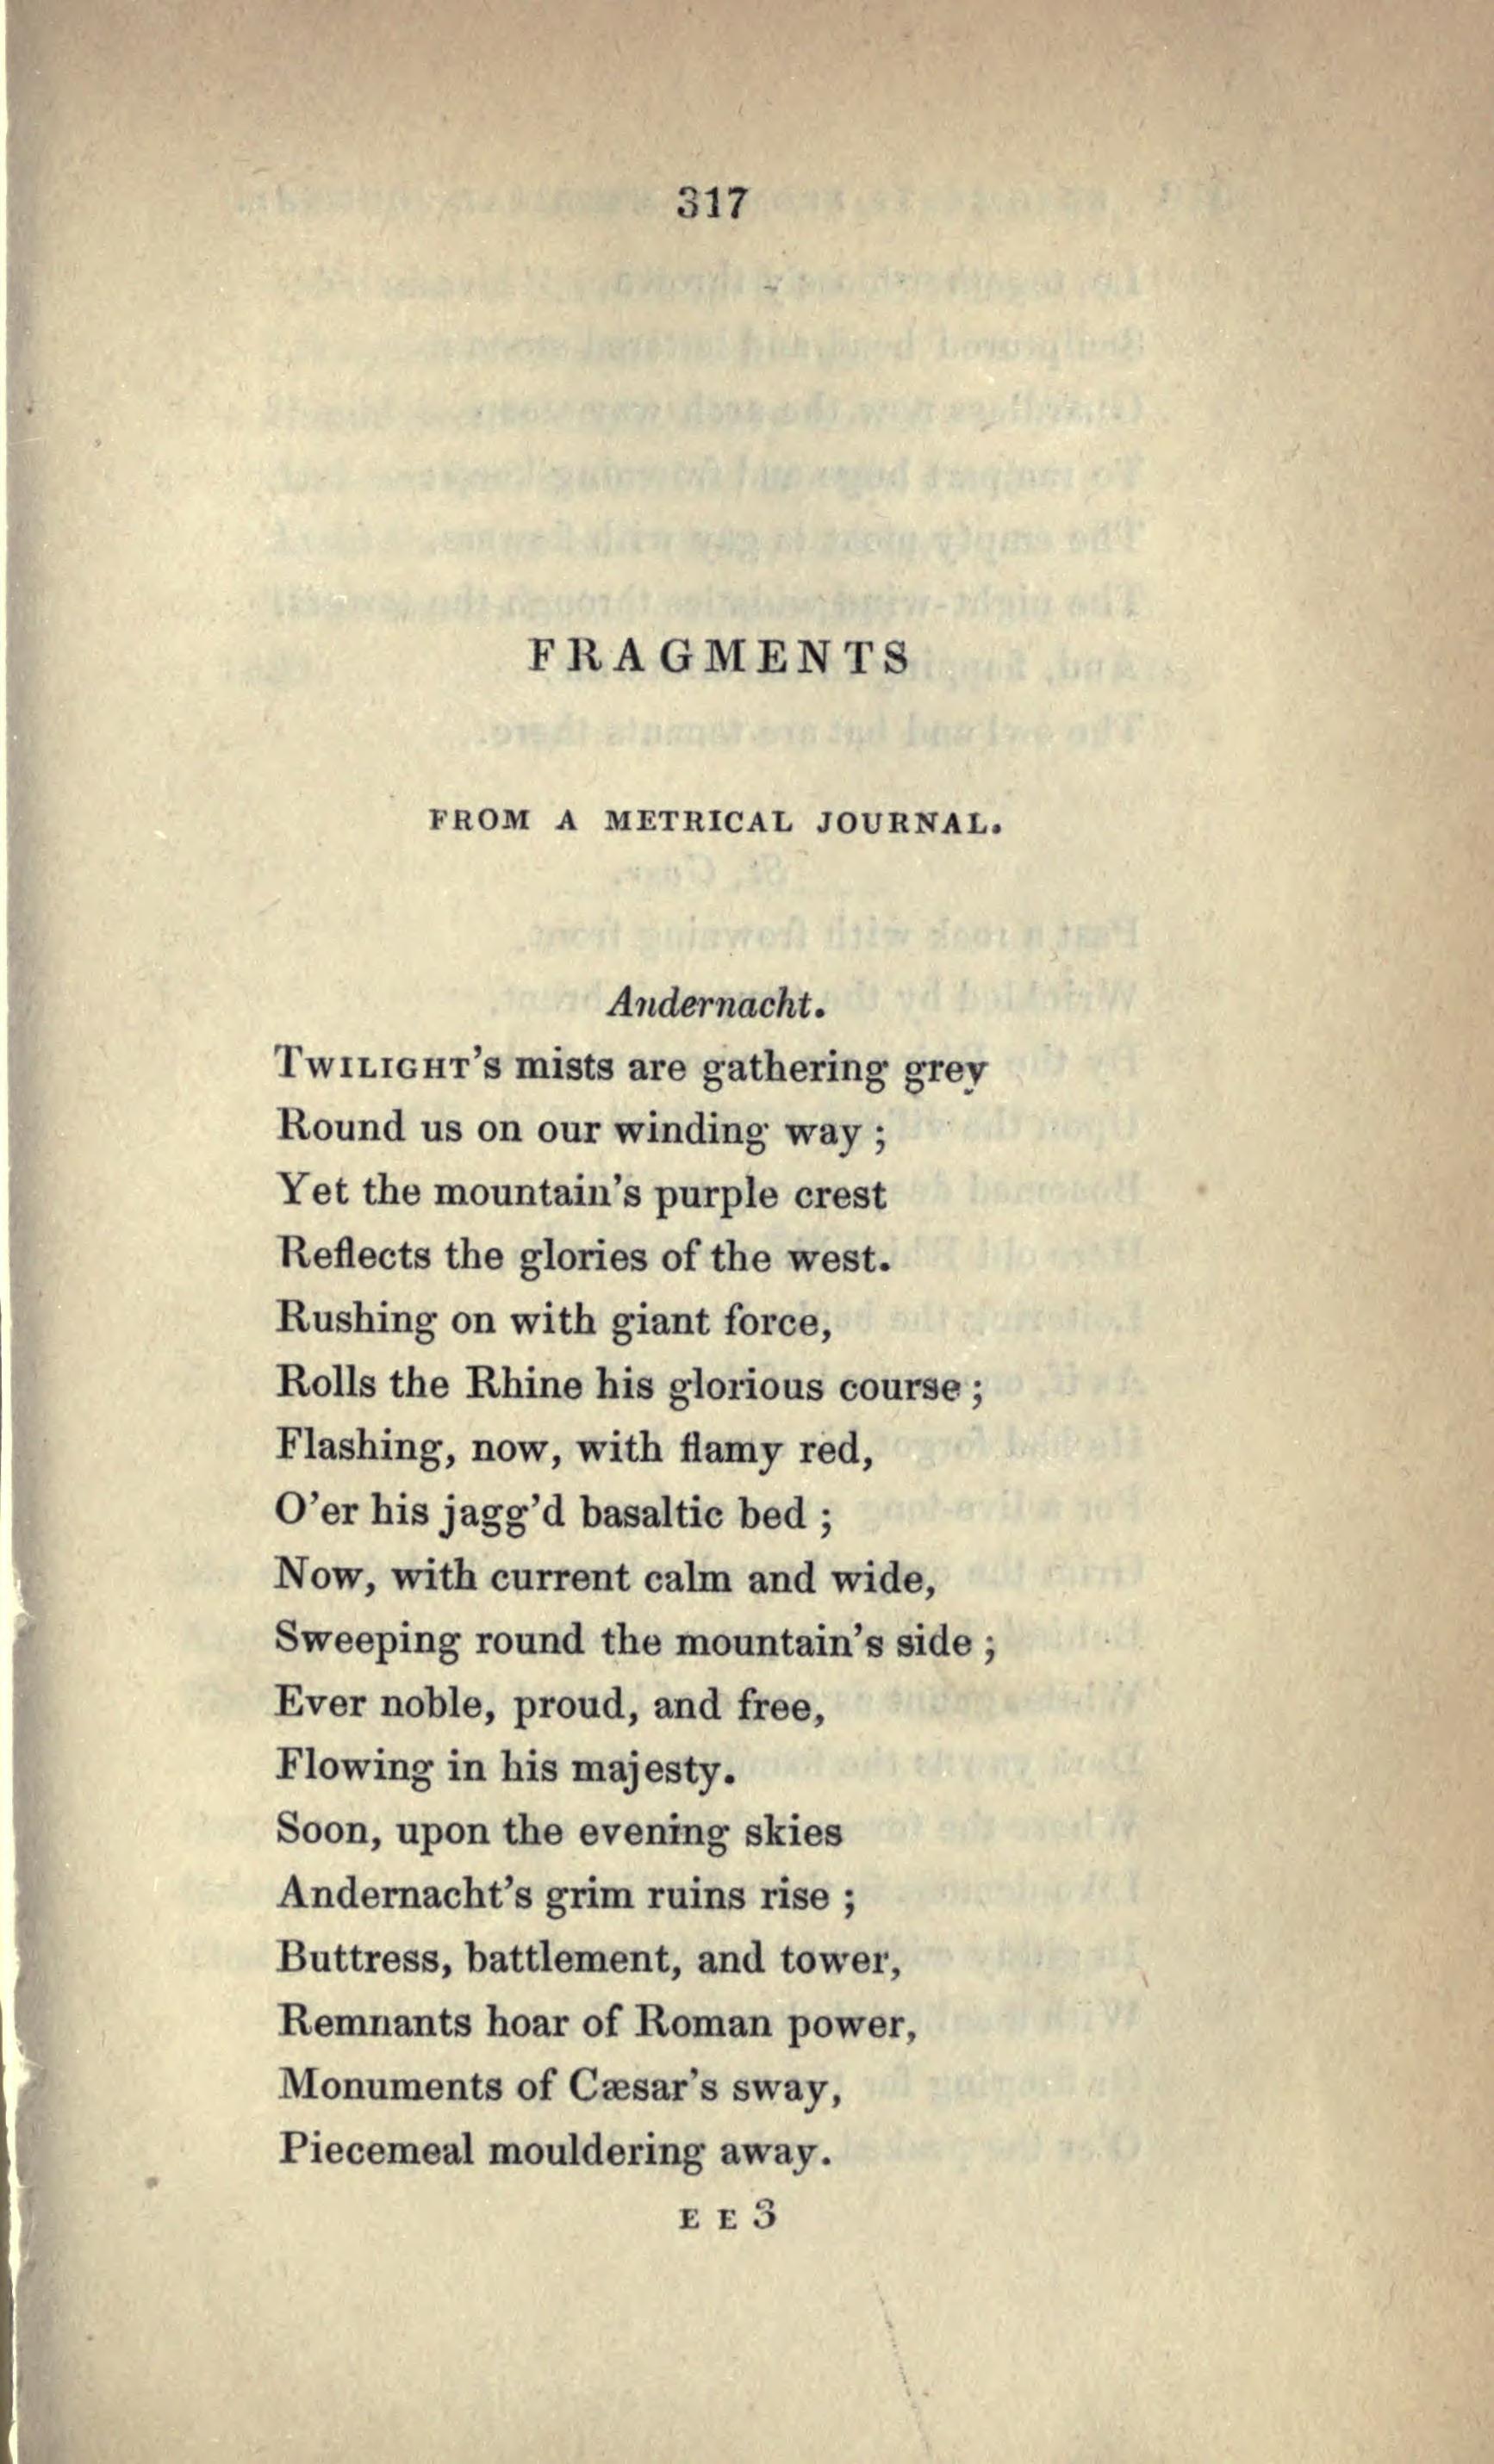 317
FRAGMENTS
FROM A METRICAL JOURNAL.
Andernacht.
TWILIGHT'S mists are gathering grey
Round us on our winding way ;
Yet the mountain's purple crest
Reflects the glories of the west.
Rushing on with giant force,
Rolls the Rhine his glorious course ;
Flashing, now, with flamy red,
O'er his jagg'd basaltic bed ;
Now, with current calm and wide,
Sweeping round the mountain's side ;
Ever noble, proud, and free,
Flowing in his majesty.
Soon, upon the evening skies
Andernacht's grim ruins rise ;
Buttress, battlement, and tower,
Remnants hoar of Roman power,
Monuments of Cæsar's sway,
Piecemeal mouldering away.
E E 3